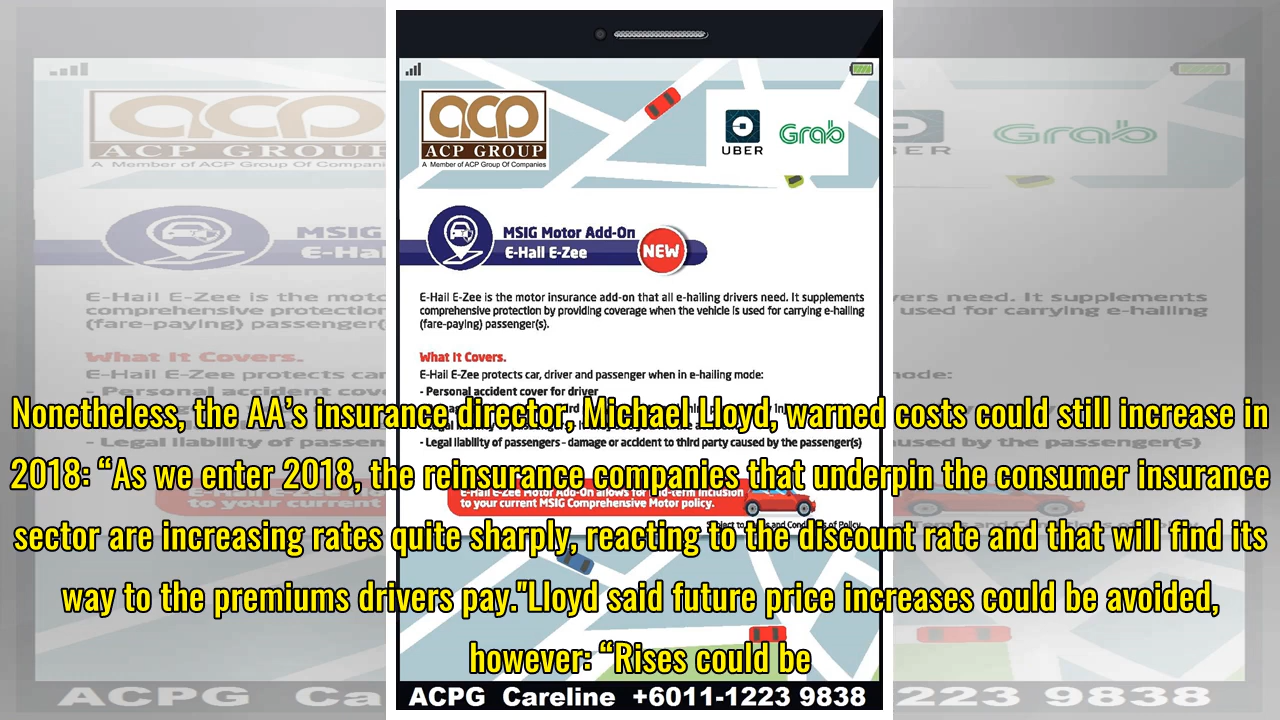 acp
ACP GROUP
A Member of ACP Group Of Companies
UBER
Grab
MSIG Motor Add-On
E-Hail E-Zee
NEW
E-Hail E-Zee is the motor insurance add-on that all e-hailing drivers need. It supplements
comprehensive protection by providing coverage when the vehicle is used for carrying e-hailing
(fare-paying) passenger(s).
What It Covers.
E-Hail E-Zee protects car, driver and passenger when in e-hailing mode:
- Personal accident cover for driver
- Legal liability of passengers - damage or accident to third party caused by the passenger(s)
E-Hail E-Zee Motor Add-On allows for mid-term inclusion
to your current MSIG Comprehensive Motor policy.
Nonetheless, the AA’s insurance director, Michael Lloyd, warned costs could still increase in
2018: “As we enter 2018, the reinsurance companies that underpin the consumer insurance
sector are increasing rates quite sharply, reacting to the discount rate and that will find its
way to the premiums drivers pay."Lloyd said future price increases could be avoided,
however: “Rises could be
ACPG Careline +6011-1223 9838